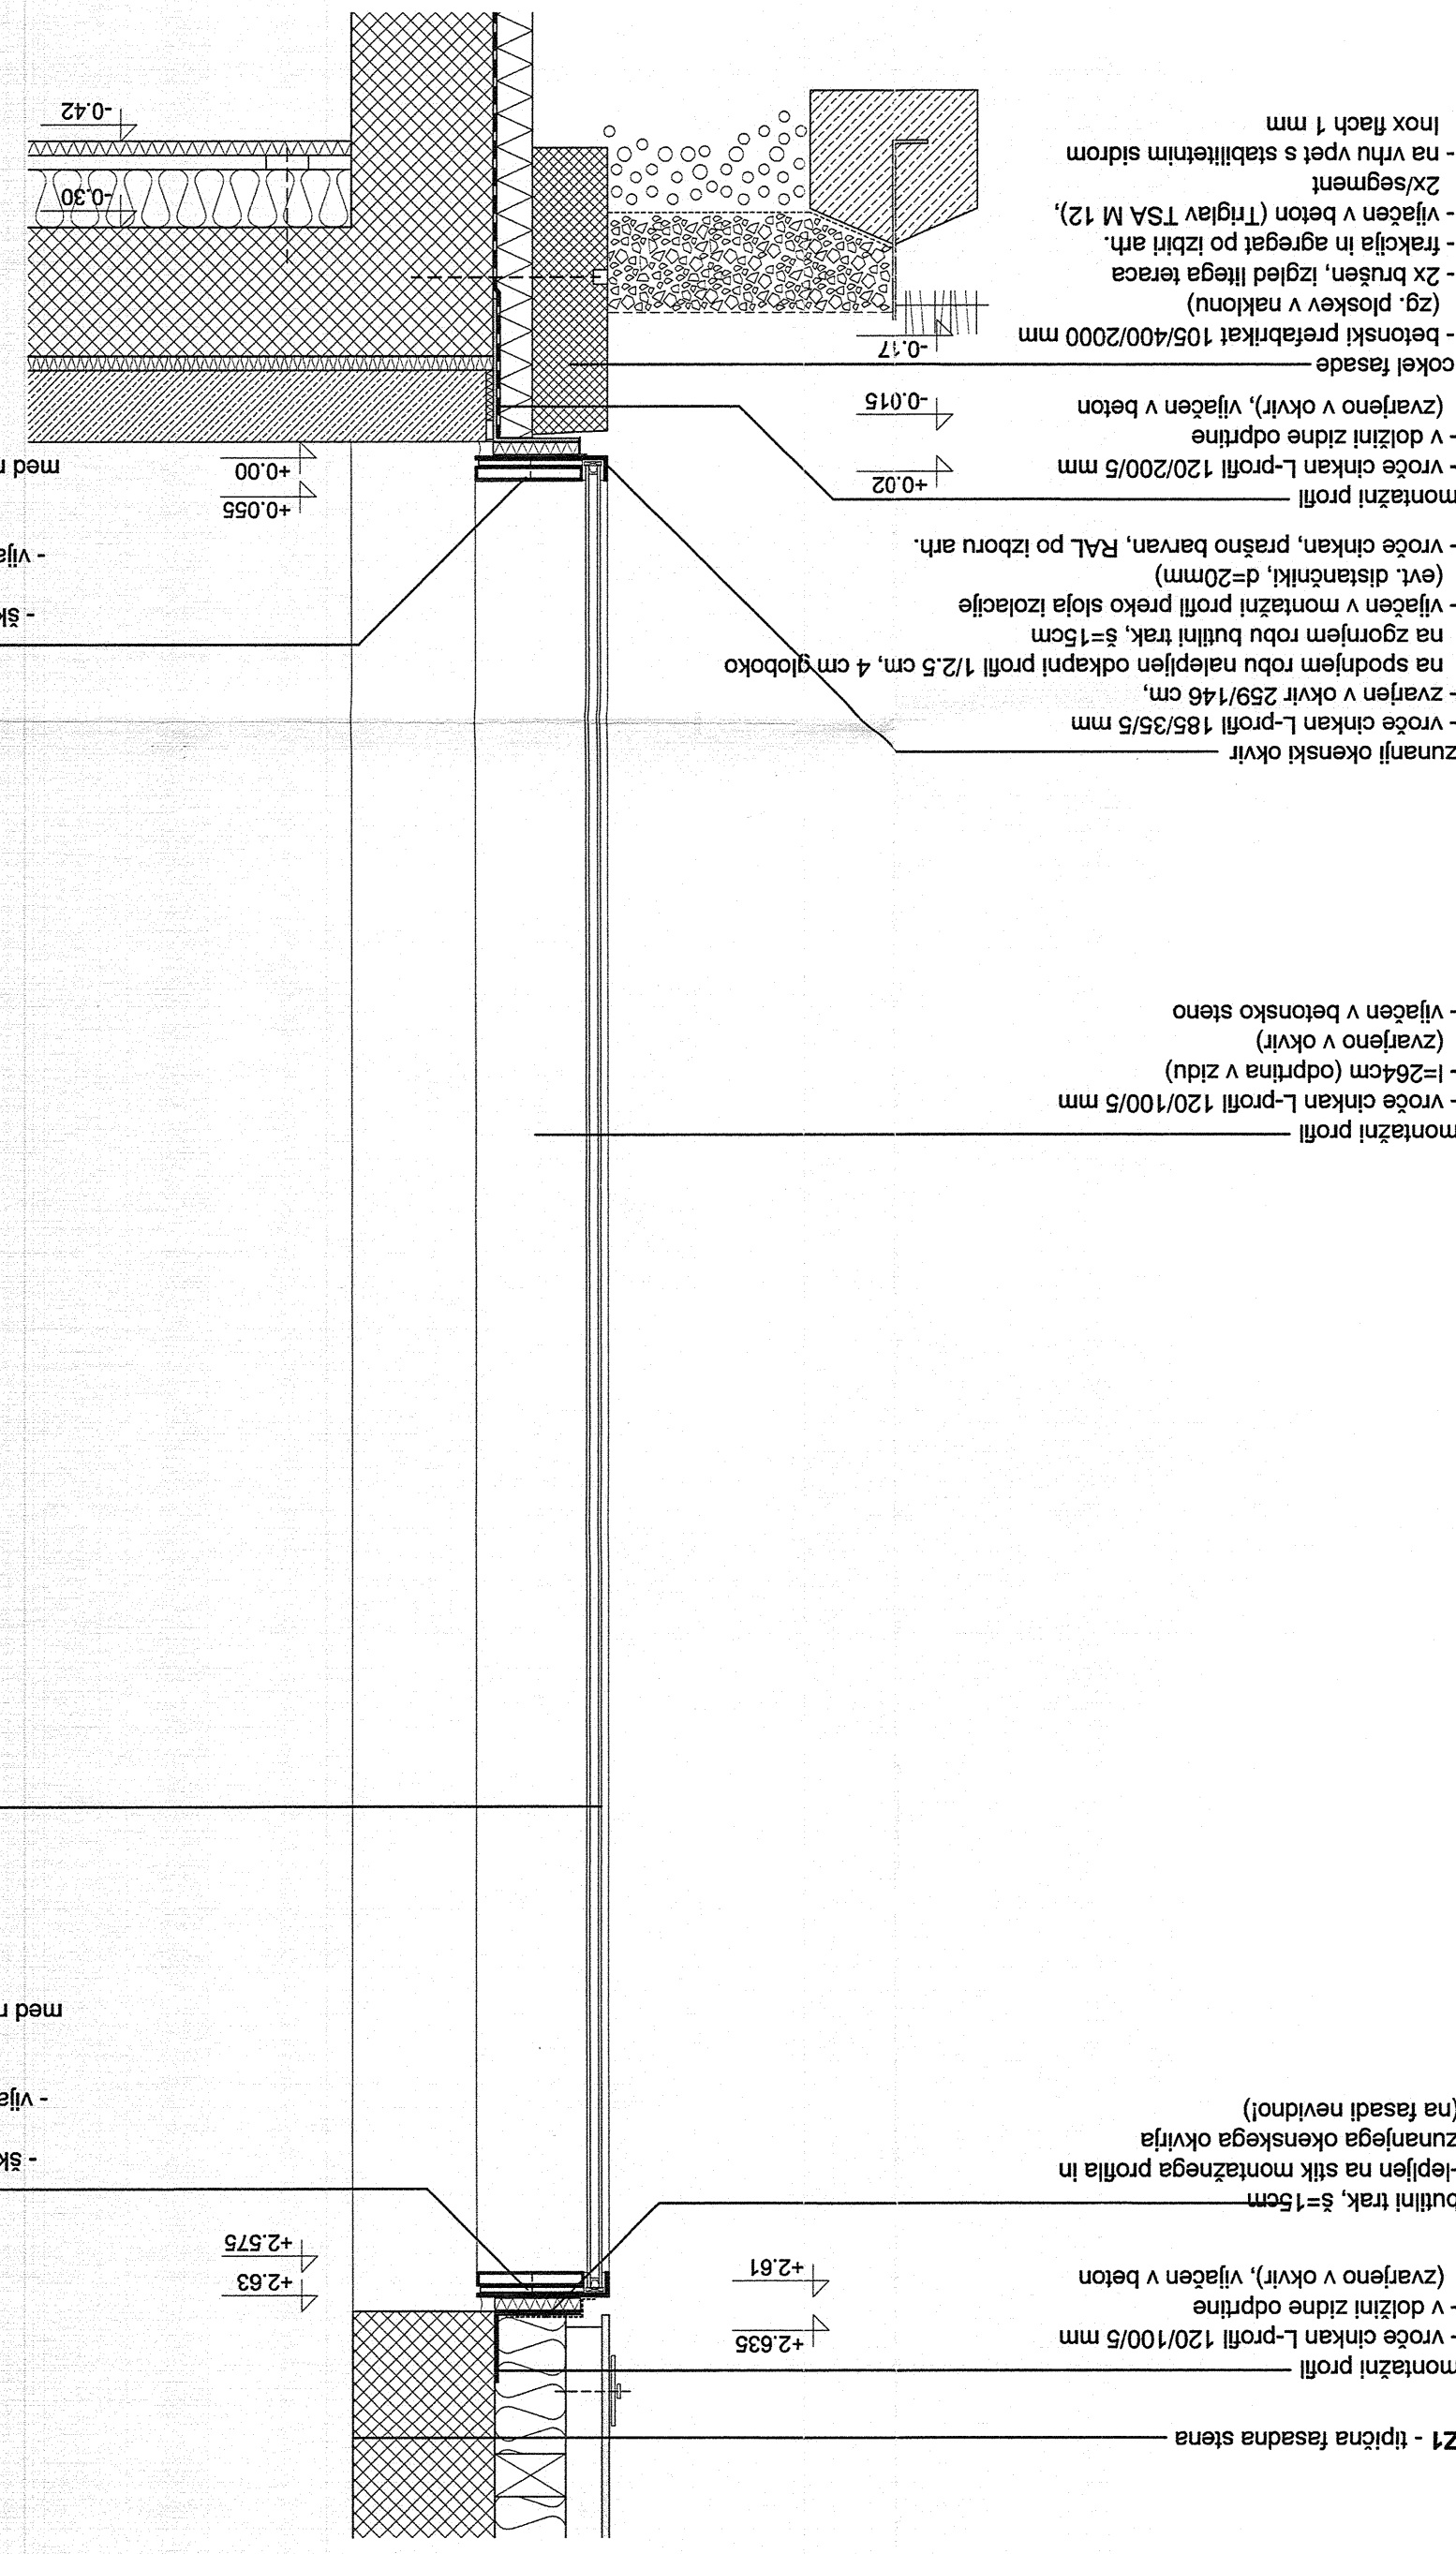 Z1 - tipična fasadna stena
montažni profil
- vroče cinkan L-profil 120/100/5 mm
- v dolžini zidne odprtine
(zvarjeno v okvir), vijačen v beton
+2.635
+2.61
+2.63
+2.575
butilni trak, š=15cm
-lepljen na stik montažnega profila in
zunanjega okenskega okvirja
(na fasadi nevidno!)
- šk
- vija
med
montažni profil
- vroče cinkan L-profil 120/100/5 mm
- l=264cm (odprtina v zidu)
(zvarjeno v okvir)
- vijačen v betonsko steno
zunanji okenski okvir
- vroče cinkan L-profil 185/35/5 mm
- zvarjen v okvir 259/146 cm,
na spodnjem robu nalepljen odkapni profil 1/2.5 cm, 4 cm globoko
na zgornjem robu butilni trak, š=15cm
- vijačen v montažni profil preko sloja izolacije
(evt. distančniki, d=20mm)
- vroče cinkan, prašno barvan, RAL po izboru arh.
- šk
- vija
med
montažni profil
- vroče cinkan L-profil 120/200/5 mm
- v dolžini zidne odprtine
(zvarjeno v okvir), vijačen v beton
+0.02
-0.015
+0.055
+0.00
cokel fasade
- betonski prefabrikat 105/400/2000 mm
(zg. ploskev v naklonu)
- 2x brušen, izgled litega teraca
- frakcija in agregat po izbiri arh.
- vijačen v beton (Triglav TSA M 12),
2x/segment
- na vrhu vpet s stabilitetnim sidrom
Inox flach 1 mm
-0.17
-0.30
-0.42